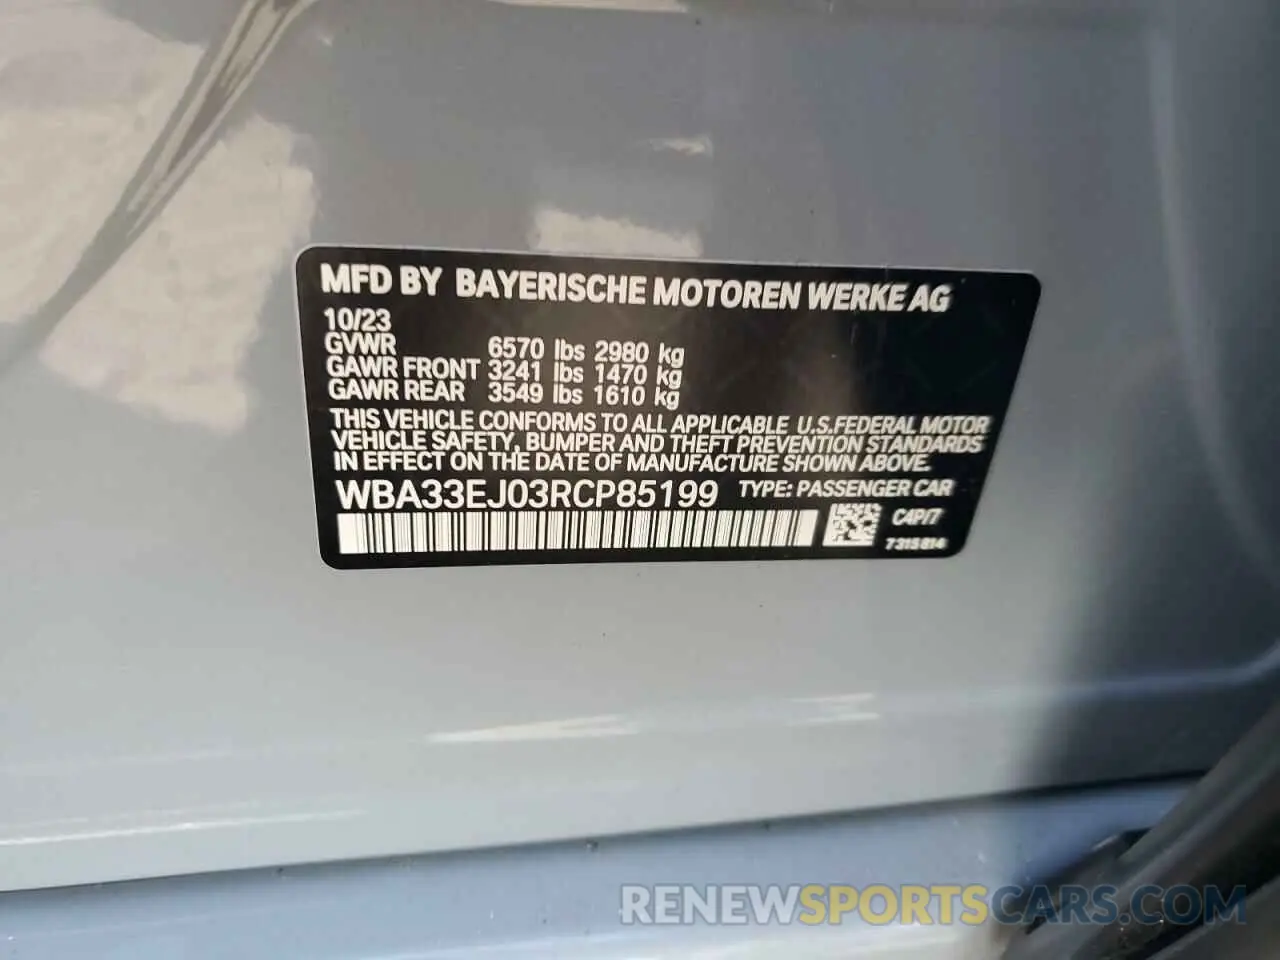 MFD BY BAYERISCHE MOTOREN WERKE AG
10/23
GVWR 6570 lbs 2980 kg
GAWR FRONT 3241 lbs 1470 kg
GAWR REAR 3549 lbs 1610 kg
THIS VEHICLE CONFORMS TO ALL APPLICABLE U.S.FEDERAL MOTOR
VEHICLE SAFETY, BUMPER AND THEFT PREVENTION STANDARDS
IN EFFECT ON THE DATE OF MANUFACTURE SHOWN ABOVE.
WBA33EJ03RCP85199 TYPE: PASSENGER CAR
C4P/7
7315814
RENEWSPORTSCARS.COM